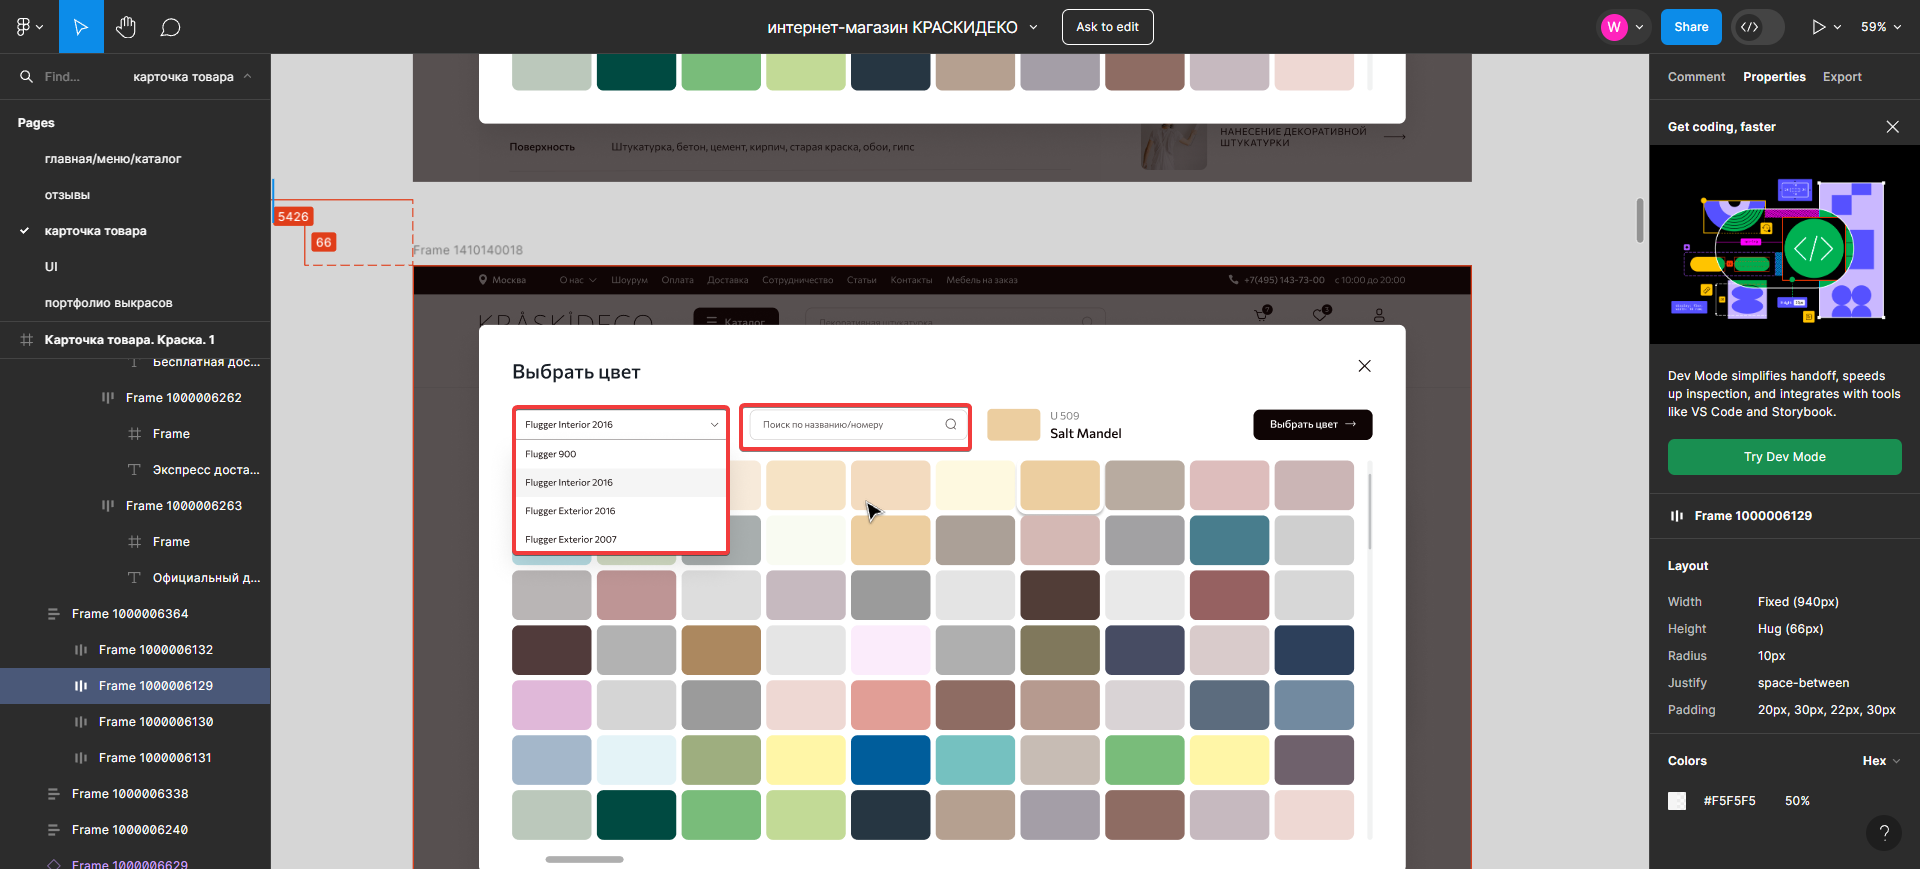 интернет-магазин КРАСКИДЕКО
Ask to edit
W
Share
59%
Find...
карточка товара
Pages
главная/меню/каталог
отзывы
карточка товара
UI
портфолио выкрасов
Карточка товара. Краска. 1
Бесплатная дос...
Frame 1000006262
Frame
Экспресс доста...
Frame 1000006263
Frame
Официальный д...
Frame 1000006364
Frame 1000006132
Frame 1000006129
Frame 1000006130
Frame 1000006131
Frame 1000006338
Frame 1000006240
Frame 1000006629
Поверхность
Штукатурка, бетон, цемент, кирпич, старая краска, обои, гипс
НАНЕСЕНИЕ ДЕКОРАТИВНОЙ
ШТУКАТУРКИ
5426
66
Frame 1410140018
Москва
О нас
Шоурум
Оплата
Доставка
Сотрудничество
Статьи
Контакты
Мебель на заказ
+7(495) 143-73-00
с 10:00 до 20:00
KRÅSKÎDECO
Каталог
Декоративная штукатурка
Выбрать цвет
Flugger Interior 2016
Поиск по названию/номеру
U 509
Salt Mandel
Выбрать цвет
Flugger 900
Flugger Interior 2016
Flugger Exterior 2016
Flugger Exterior 2007
Comment
Properties
Export
Get coding, faster
Dev Mode simplifies handoff, speeds
up inspection, and integrates with tools
like VS Code and Storybook.
Try Dev Mode
Frame 1000006129
Layout
Width
Fixed (940px)
Height
Hug (66px)
Radius
10px
Justify
space-between
Padding
20px, 30px, 22px, 30px
Colors
Hex
#F5F5F5
50%
?